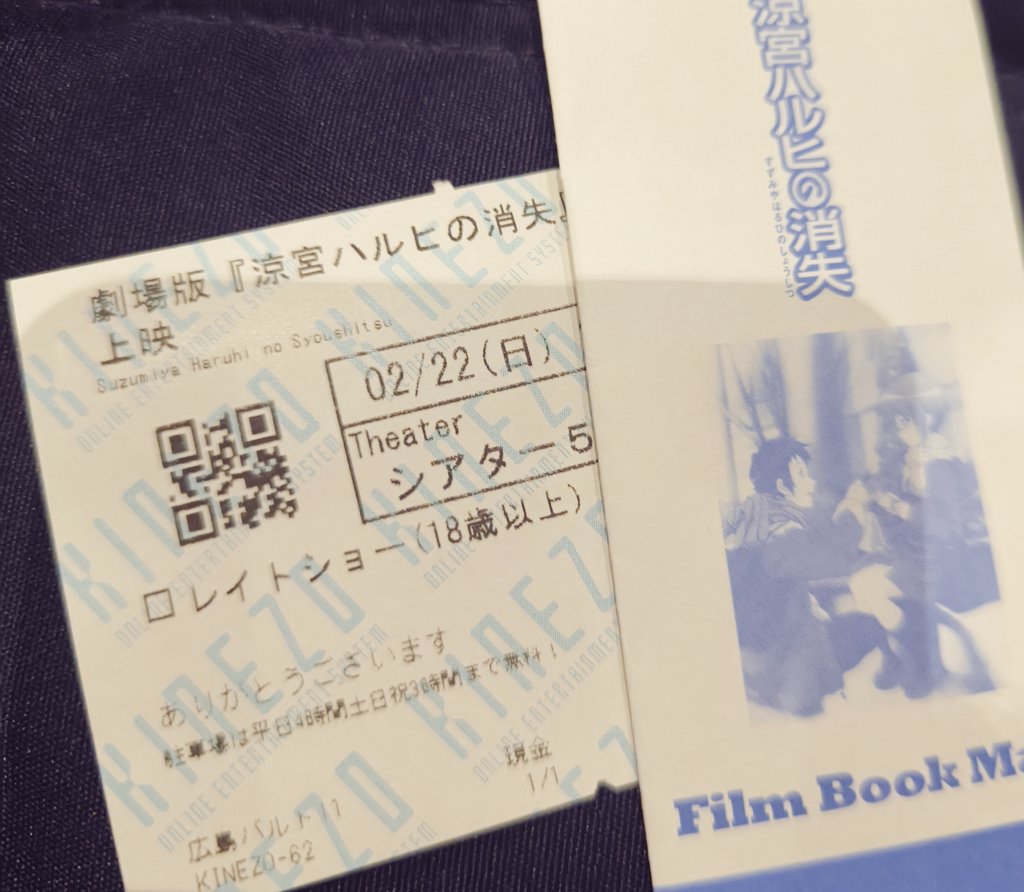 劇場版『涼宮ハルヒの消失』
上映
Suzumiya Haruhi no Syoushitsu
02/22(日)
Theater
シアター5
レイトショー(18歳以上)
ありがとうございます
駐車場は平日4時間土日祝3時間まで無料!
現金
1/1
広島バルト11
KINEZO-62
KINEZO
ONLINE ENTERTAINMENT SYSTEM
涼宮ハルヒの消失
すずみやはるひのしょうしつ
Film Book Ma